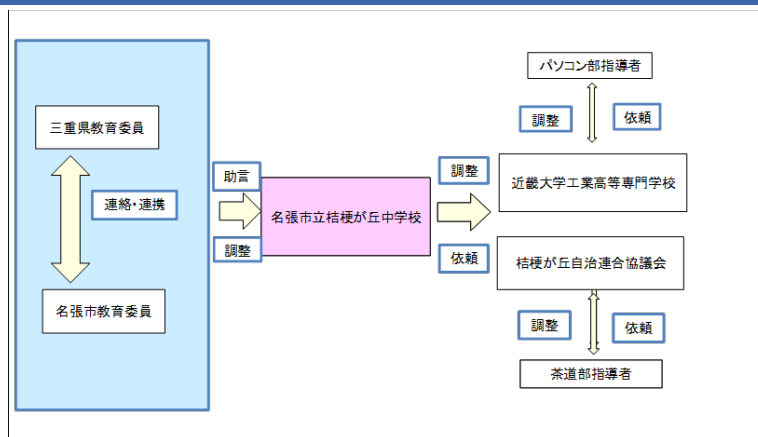 三重県教育委員
連絡・連携
名張市教育委員
助言
調整
名張市立桔梗が丘中学校
調整
依頼
パソコン部指導者
調整
依頼
近畿大学工業高等専門学校
桔梗が丘自治連合協議会
調整
依頼
茶道部指導者